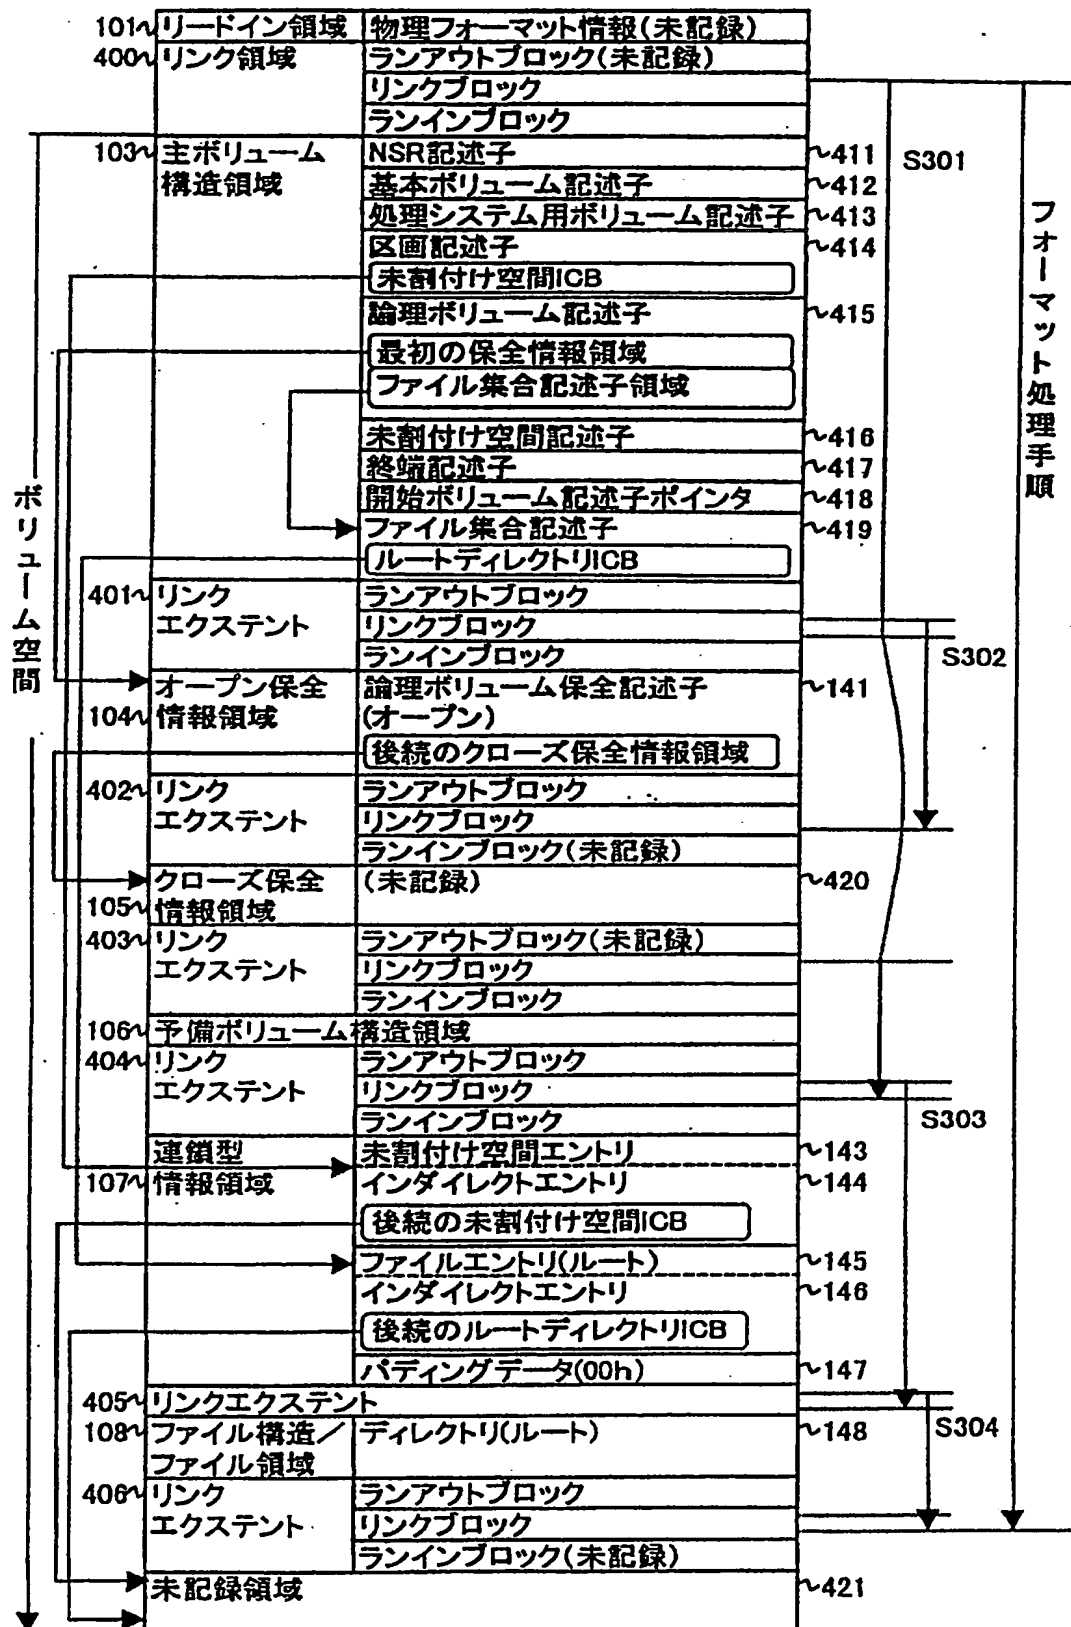 101 リードイン領域 物理フォーマット情報(未記録)
400 リンク領域 ランアウトブロック(未記録)
リンクブロック
ランインブロック
103 主ボリューム NSR記述子 411
構造領域 基本ボリューム記述子 412
処理システム用ボリューム記述子 413
区画記述子 414
未割付け空間ICB
論理ボリューム記述子 415
最初の保全情報領域
ファイル集合記述子領域
未割付け空間記述子 416
終端記述子 417
開始ボリューム記述子ポインタ 418
ファイル集合記述子 419
ルートディレクトリICB
401 リンク ランアウトブロック
エクステント リンクブロック
ランインブロック
オープン保全 論理ボリューム保全記述子 141
104 情報領域 (オープン)
後続のクローズ保全情報領域
402 リンク ランアウトブロック
エクステント リンクブロック
ランインブロック(未記録)
クローズ保全 (未記録) 420
105 情報領域
403 リンク ランアウトブロック(未記録)
エクステント リンクブロック
ランインブロック
106 予備ボリューム構造領域
404 リンク ランアウトブロック
エクステント リンクブロック
ランインブロック
連鎖型 未割付け空間エントリ 143
107 情報領域 インダイレクトエントリ 144
後続の未割付け空間ICB
ファイルエントリ(ルート) 145
インダイレクトエントリ 146
後続のルートディレクトリICB
パディングデータ(00h) 147
405 リンクエクステント
108 ファイル構造/ ディレクトリ(ルート) 148
ファイル領域
406 リンク ランアウトブロック
エクステント リンクブロック
ランインブロック(未記録)
未記録領域 421
ボリューム空間
S301
S302
S303
S304
フォーマット処理手順